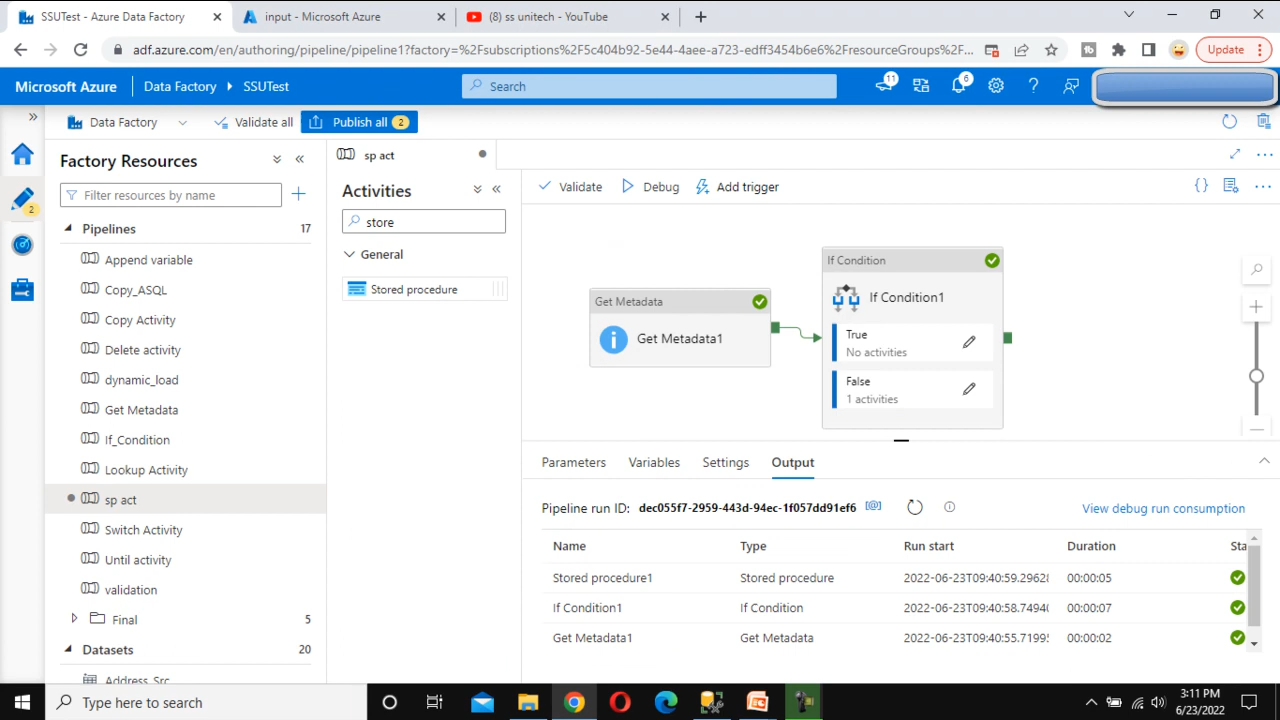 SSUTest - Azure Data Factory
input - Microsoft Azure
(8) ss unitech - YouTube
adf.azure.com/en/authoring/pipeline/pipeline1?factory=%2Fsubscriptions%2F5c404b92-5e44-4aee-a723-edff3454b6e6%2FresourceGroups%2F...
Update
Microsoft Azure
Data Factory
SSUTest
Search
11
6
Data Factory
Validate all
Publish all
2
Factory Resources
Filter resources by name
Pipelines
17
Append variable
Copy_ASQL
Copy Activity
Delete activity
dynamic_load
Get Metadata
If_Condition
Lookup Activity
sp act
Switch Activity
Until activity
validation
Final
5
Datasets
20
Address_Src
2
sp act
Activities
store
General
Stored procedure
Validate
Debug
Add trigger
Get Metadata
Get Metadata1
If Condition
If Condition1
True
No activities
False
1 activities
Parameters
Variables
Settings
Output
Pipeline run ID: dec055f7-2959-443d-94ec-1f057dd91ef6
View debug run consumption
Name Type Run start Duration Sta
Stored procedure1 Stored procedure 2022-06-23T09:40:59.29628 00:00:05
If Condition1 If Condition 2022-06-23T09:40:58.74940 00:00:07
Get Metadata1 Get Metadata 2022-06-23T09:40:55.71995 00:00:02
Type here to search
3:11 PM
6/23/2022